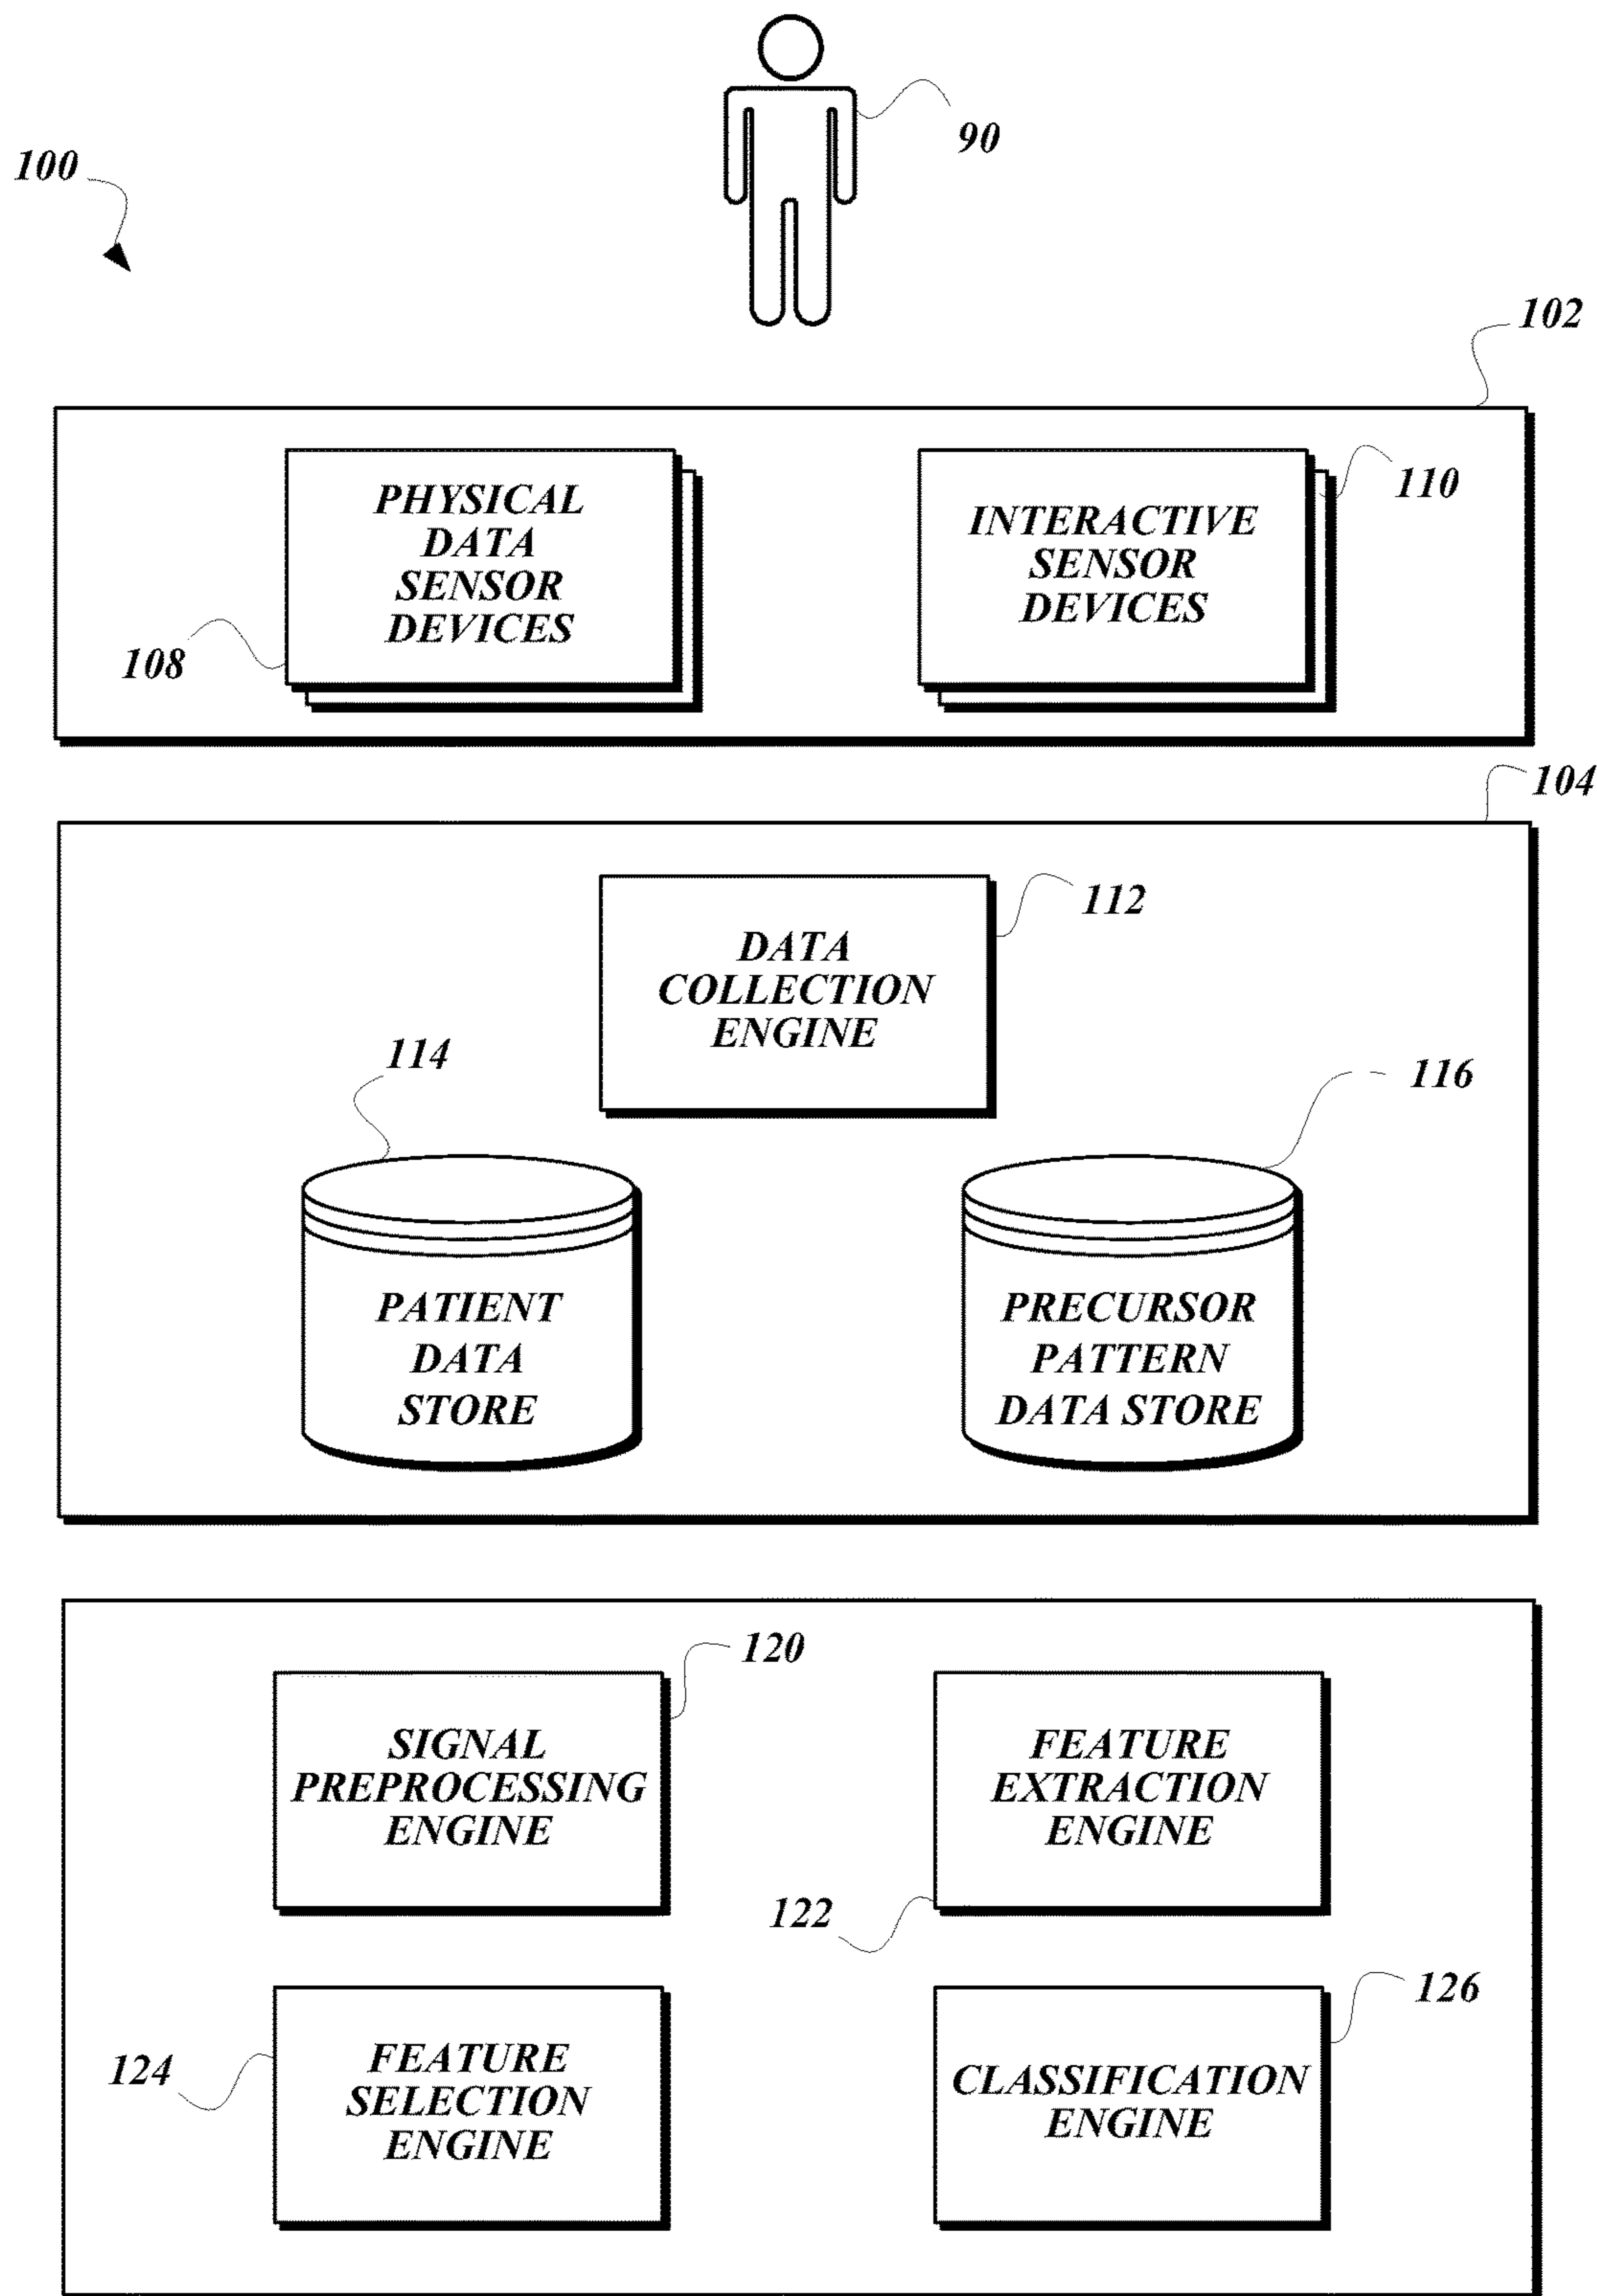 90
100
102
PHYSICAL
DATA
SENSOR
DEVICES
108
INTERACTIVE
SENSOR
DEVICES
110
104
DATA
COLLECTION
ENGINE
112
114
116
PATIENT
DATA
STORE
PRECURSOR
PATTERN
DATA STORE
120
SIGNAL
PREPROCESSING
ENGINE
FEATURE
EXTRACTION
ENGINE
122
124
FEATURE
SELECTION
ENGINE
126
CLASSIFICATION
ENGINE